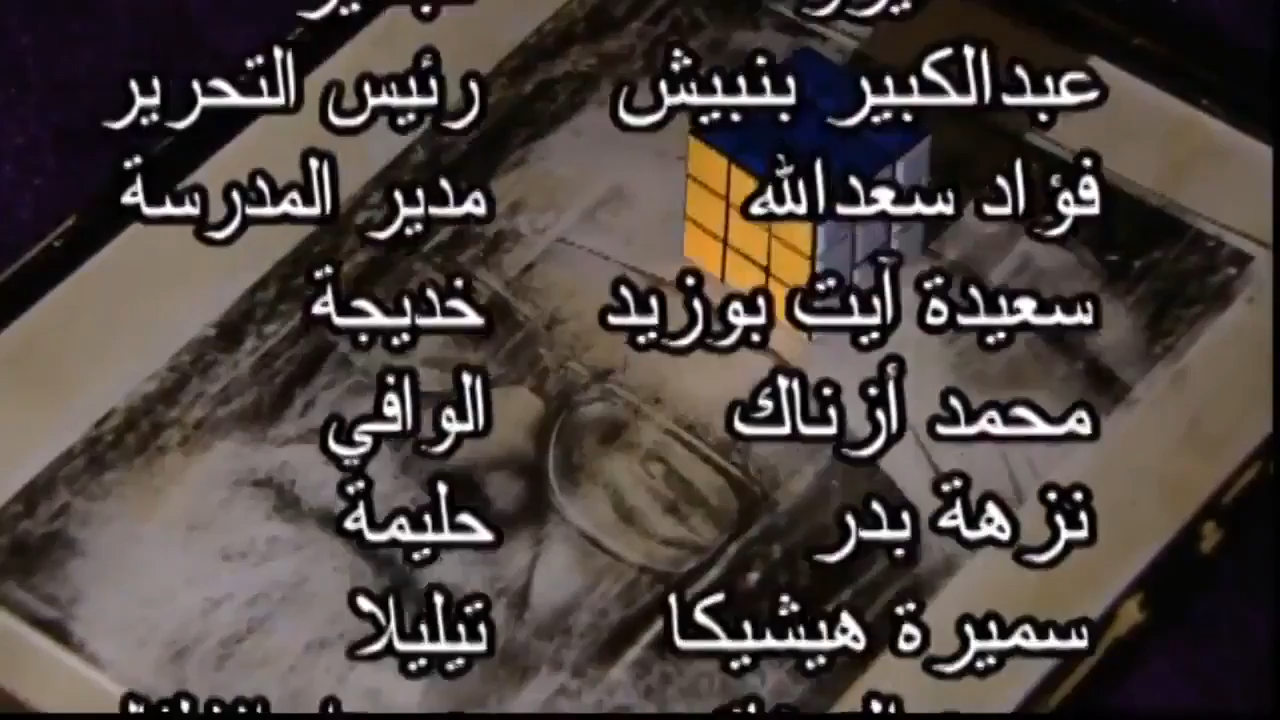 عبدالكبير بنبيش رئيس التحرير
فؤاد سعدالله مدير المدرسة
سعيدة آيت بوزيد خديجة
محمد أزناك الوافي
نزهة بدر حليمة
سميرة هيشيكا تيليلا